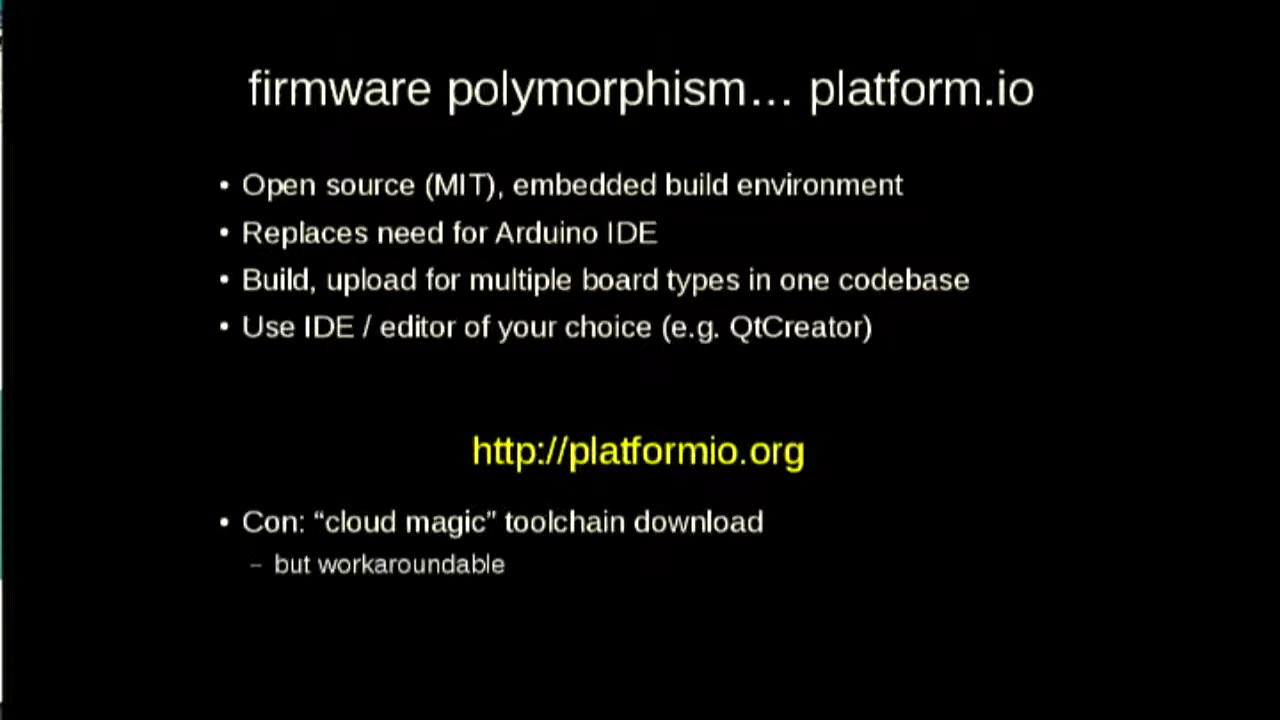 firmware polymorphism… platform.io
• Open source (MIT), embedded build environment
• Replaces need for Arduino IDE
• Build, upload for multiple board types in one codebase
• Use IDE / editor of your choice (e.g. QtCreator)
http://platformio.org
• Con: “cloud magic” toolchain download
– but workaroundable